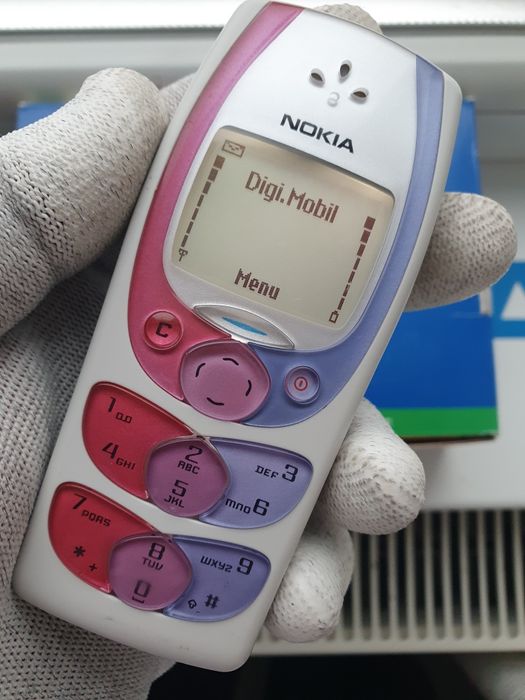 NOKIA
Digi.Mobil
Menu
C
1 ᴏᴏ
2 ABC
DEF 3
4 GHI
5 JKL
mno 6
7 PQRS
8 TUV
WXYZ 9
* +
0
#